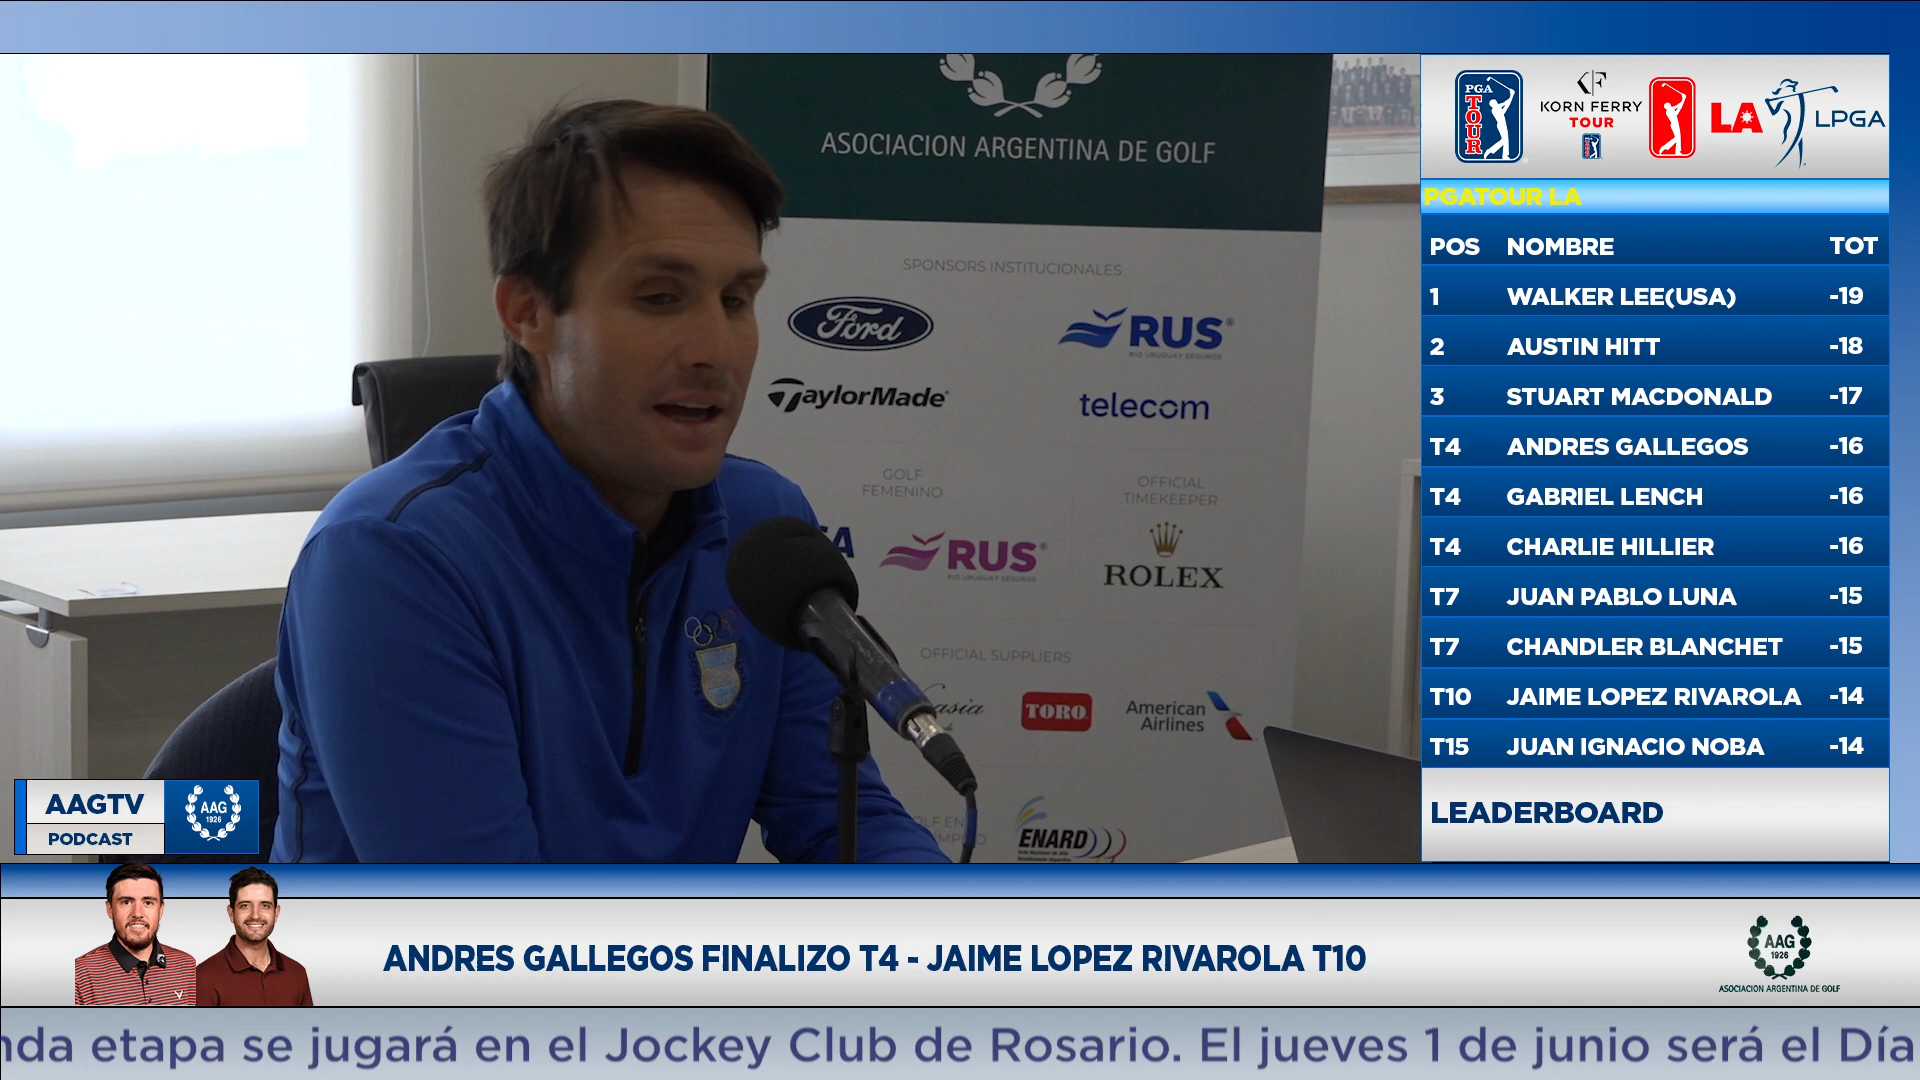 ASOCIACION ARGENTINA DE GOLF
SPONSORS INSTITUCIONALES
Ford
RUS
RIO URUGUAY SEGUROS
TaylorMade
telecom
GOLF
FEMENINO
OFFICIAL
TIMEKEEPER
RUS
RIO URUGUAY SEGUROS
ROLEX
OFFICIAL SUPPLIERS
TORO
American
Airlines
ENARD
AAGTV
PODCAST
AAG
1926
PGA
TOUR
KORN FERRY
TOUR
LA
LPGA
PGATOUR LA
POS NOMBRE TOT
1 WALKER LEE(USA) -19
2 AUSTIN HITT -18
3 STUART MACDONALD -17
T4 ANDRES GALLEGOS -16
T4 GABRIEL LENCH -16
T4 CHARLIE HILLIER -16
T7 JUAN PABLO LUNA -15
T7 CHANDLER BLANCHET -15
T10 JAIME LOPEZ RIVAROLA -14
T15 JUAN IGNACIO NOBA -14
LEADERBOARD
ANDRES GALLEGOS FINALIZO T4 - JAIME LOPEZ RIVAROLA T10
AAG
1926
ASOCIACION ARGENTINA DE GOLF
etapa se jugará en el Jockey Club de Rosario. El jueves 1 de junio será el Día